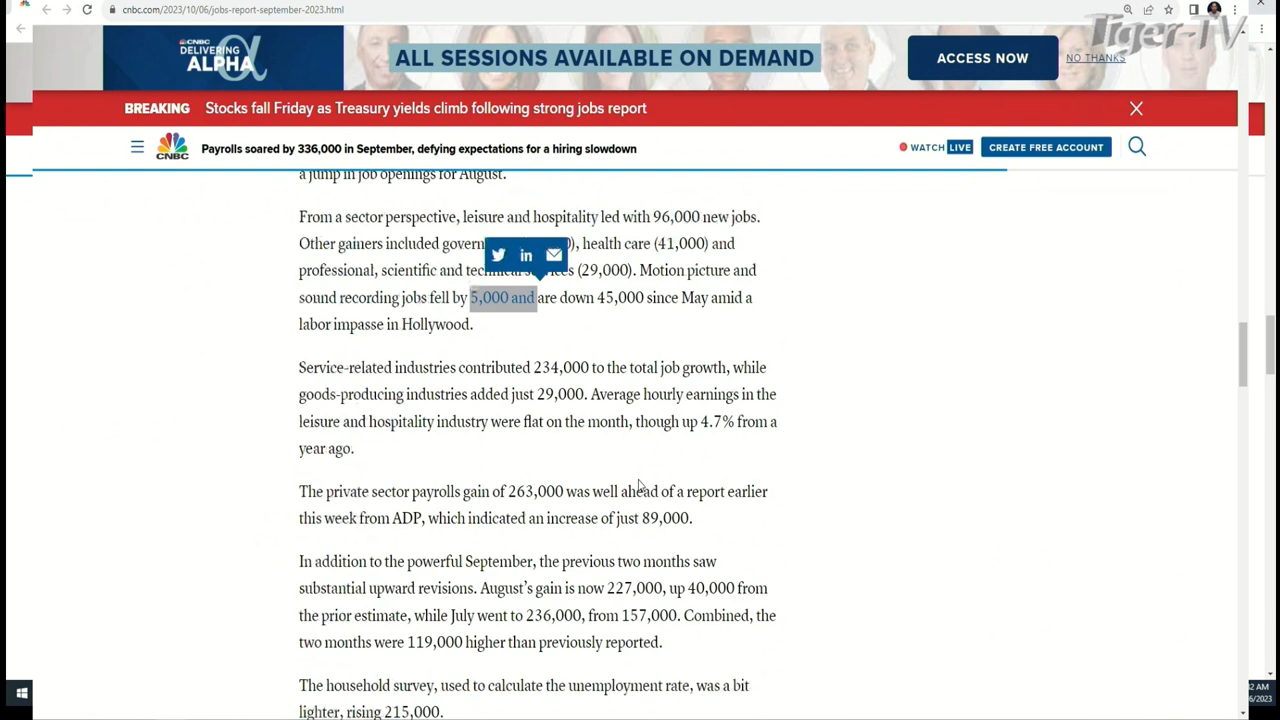 cnbc.com/2023/10/06/jobs-report-september-2023.html
Tiger-TV
CNBC
DELIVERING
ALPHA
ALL SESSIONS AVAILABLE ON DEMAND
ACCESS NOW
NO THANKS
BREAKING Stocks fall Friday as Treasury yields climb following strong jobs report
CNBC
Payrolls soared by 336,000 in September, defying expectations for a hiring slowdown
WATCH LIVE
CREATE FREE ACCOUNT
a jump in job openings for August.
From a sector perspective, leisure and hospitality led with 96,000 new jobs.
Other gainers included govern ), health care (41,000) and
professional, scientific and technical services (29,000). Motion picture and
sound recording jobs fell by 5,000 and are down 45,000 since May amid a
labor impasse in Hollywood.
Service-related industries contributed 234,000 to the total job growth, while
goods-producing industries added just 29,000. Average hourly earnings in the
leisure and hospitality industry were flat on the month, though up 4.7% from a
year ago.
The private sector payrolls gain of 263,000 was well ahead of a report earlier
this week from ADP, which indicated an increase of just 89,000.
In addition to the powerful September, the previous two months saw
substantial upward revisions. August’s gain is now 227,000, up 40,000 from
the prior estimate, while July went to 236,000, from 157,000. Combined, the
two months were 119,000 higher than previously reported.
The household survey, used to calculate the unemployment rate, was a bit
lighter, rising 215,000.
2 AM
6/2023